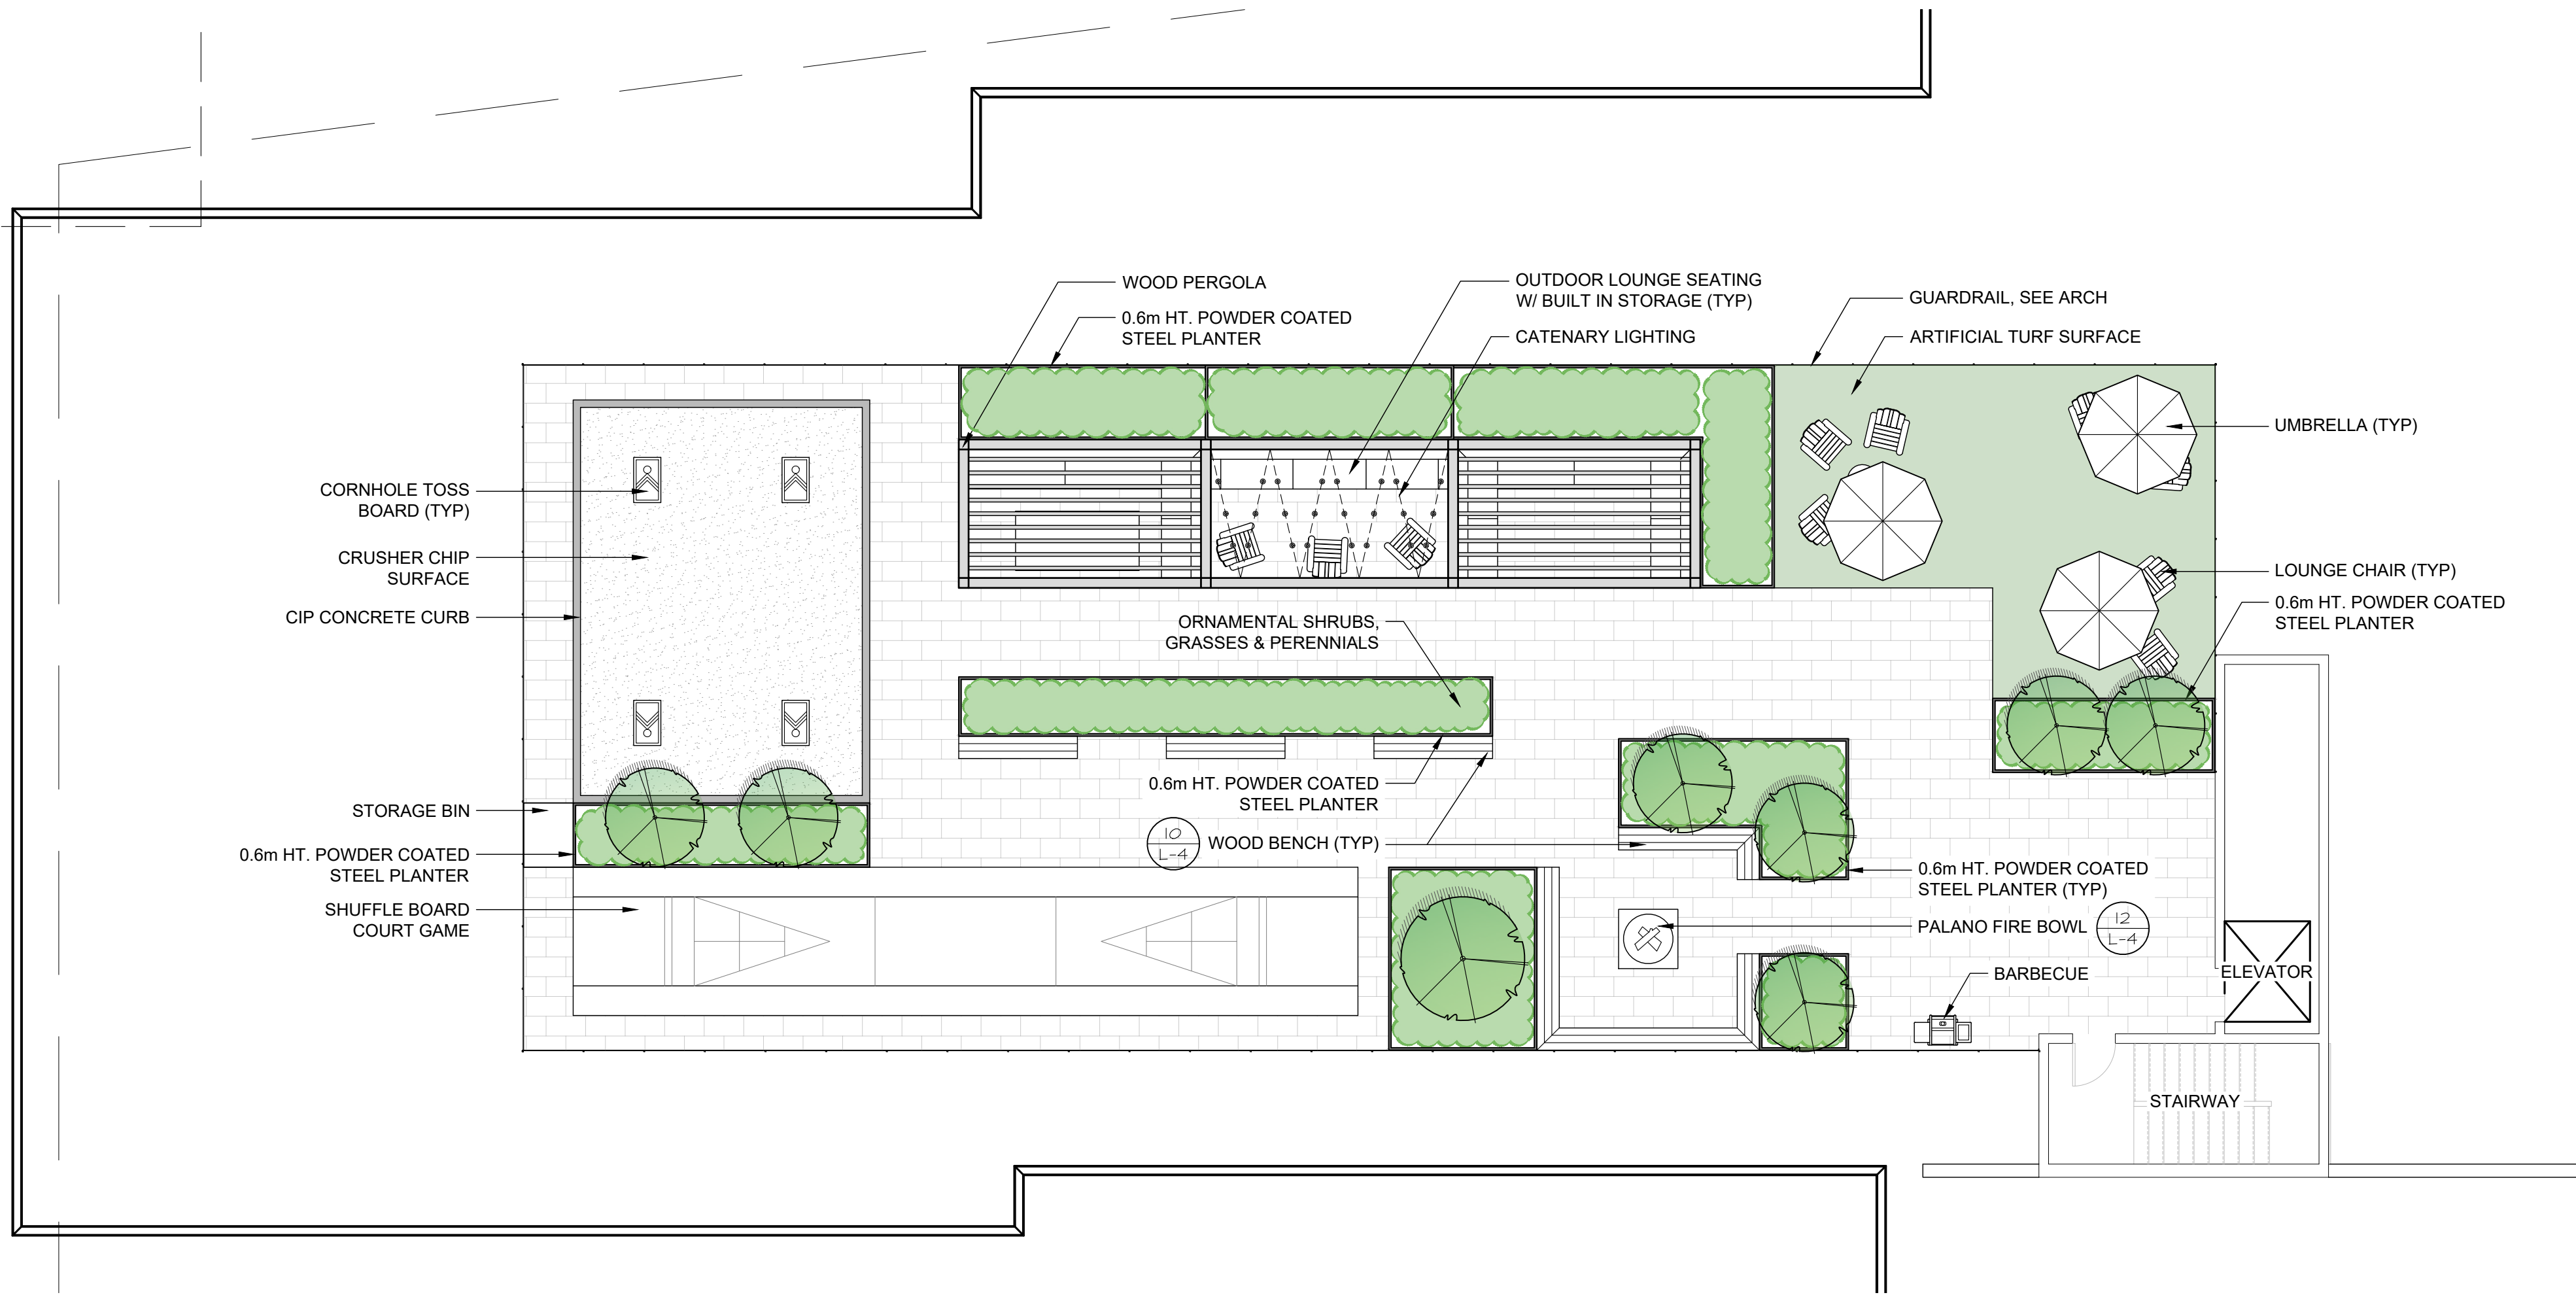 WOOD PERGOLA
0.6m HT. POWDER COATED
STEEL PLANTER
OUTDOOR LOUNGE SEATING
W/ BUILT IN STORAGE (TYP)
CATENARY LIGHTING
GUARDRAIL, SEE ARCH
ARTIFICIAL TURF SURFACE
UMBRELLA (TYP)
CORNHOLE TOSS
BOARD (TYP)
CRUSHER CHIP
SURFACE
CIP CONCRETE CURB
LOUNGE CHAIR (TYP)
0.6m HT. POWDER COATED
STEEL PLANTER
ORNAMENTAL SHRUBS,
GRASSES & PERENNIALS
0.6m HT. POWDER COATED
STEEL PLANTER
10
L-4
WOOD BENCH (TYP)
STORAGE BIN
0.6m HT. POWDER COATED
STEEL PLANTER
SHUFFLE BOARD
COURT GAME
0.6m HT. POWDER COATED
STEEL PLANTER (TYP)
PALANO FIRE BOWL
12
L-4
BARBECUE
ELEVATOR
STAIRWAY